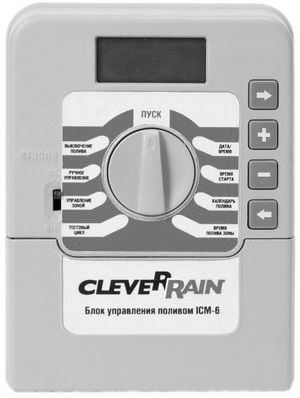 ПУСК
ВЫКЛЮЧЕНИЕ
ПОЛИВА
ДАТА/
ВРЕМЯ
РУЧНОЕ
УПРАВЛЕНИЕ
ВРЕМЯ
СТАРТА
УПРАВЛЕНИЕ
ЗОНОЙ
КАЛЕНДАРЬ
ПОЛИВА
ТЕСТОВЫЙ
ЦИКЛ
ВРЕМЯ
ПОЛИВА ЗОНЫ
SENSOR
CLEVERRAIN
Блок управления поливом ICM-6